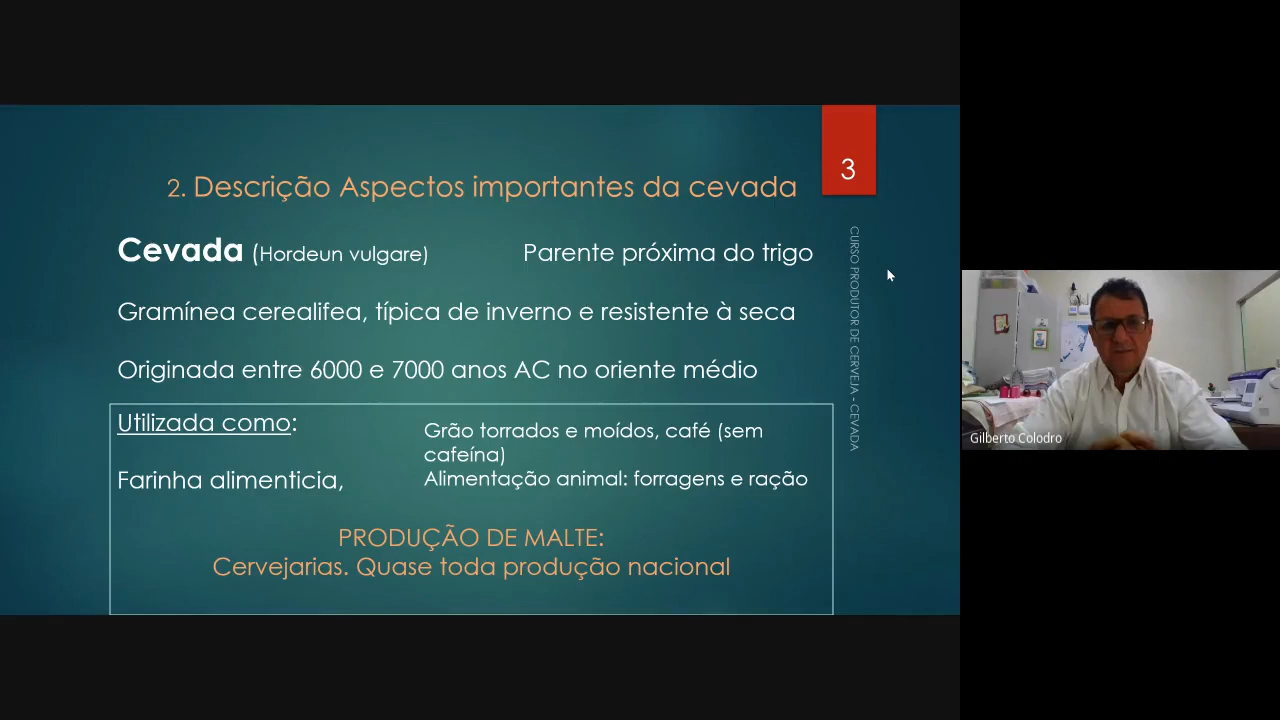 3
2. Descrição Aspectos importantes da cevada
Cevada (Hordeun vulgare)
Parente próxima do trigo
Gramínea cerealifea, típica de inverno e resistente à seca
Originada entre 6000 e 7000 anos AC no oriente médio
Utilizada como:
Farinha alimenticia,
Grão torrados e moídos, café (sem
cafeína)
Alimentação animal: forragens e ração
PRODUÇÃO DE MALTE:
Cervejarias. Quase toda produção nacional
CURSO PRODUTOR DE CERVEJA - CEVADA
Gilberto Colodro